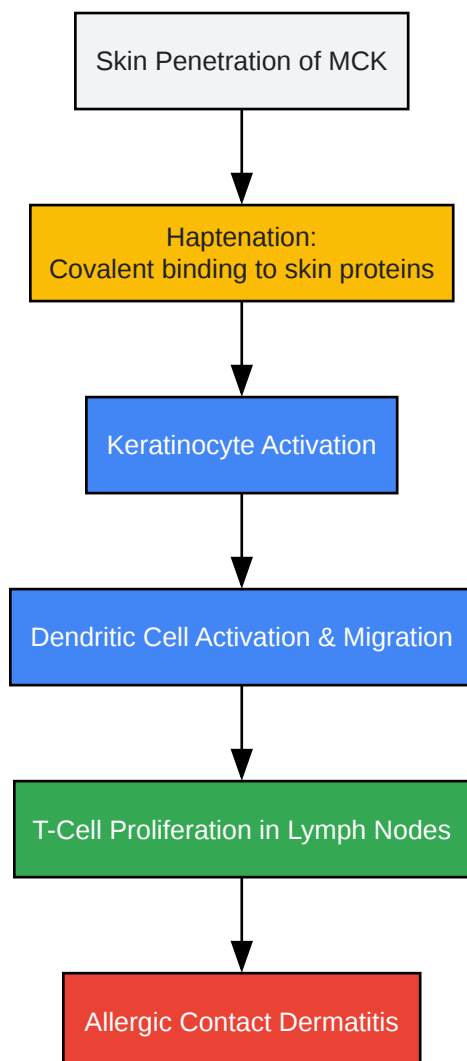 Skin Penetration of MCK
Haptenation:
Covalent binding to skin proteins
Keratinocyte Activation
Dendritic Cell Activation & Migration
T-Cell Proliferation in Lymph Nodes
Allergic Contact Dermatitis